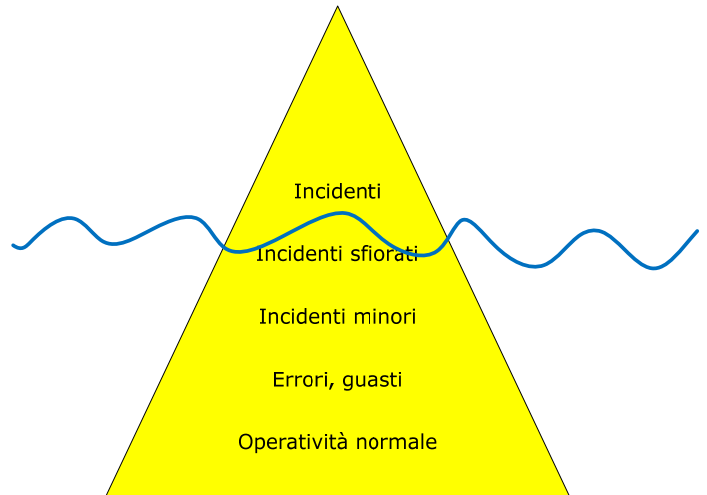 Incidenti
Incidenti sfiorati
Incidenti minori
Errori, guasti
Operatività normale